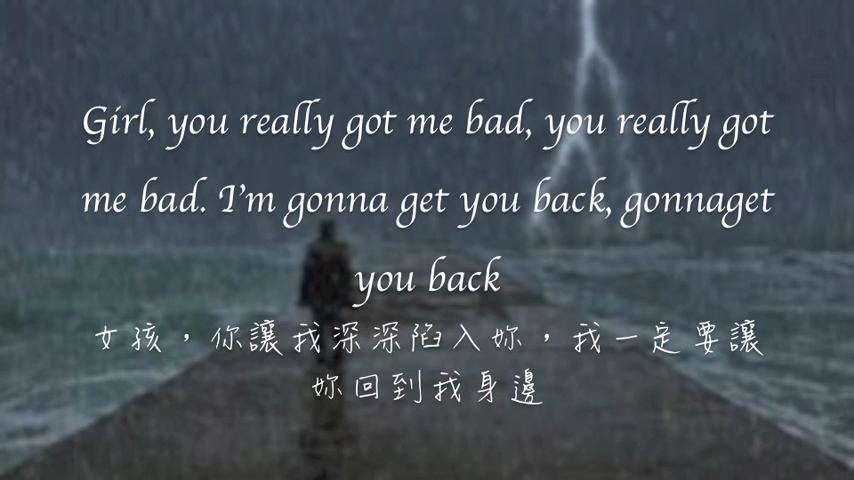 Girl, you really got me bad, you really got
me bad. I'm gonna get you back, gonnaget
you back
女孩，你讓我深深陷入妳，我一定要讓
妳回到我身邊